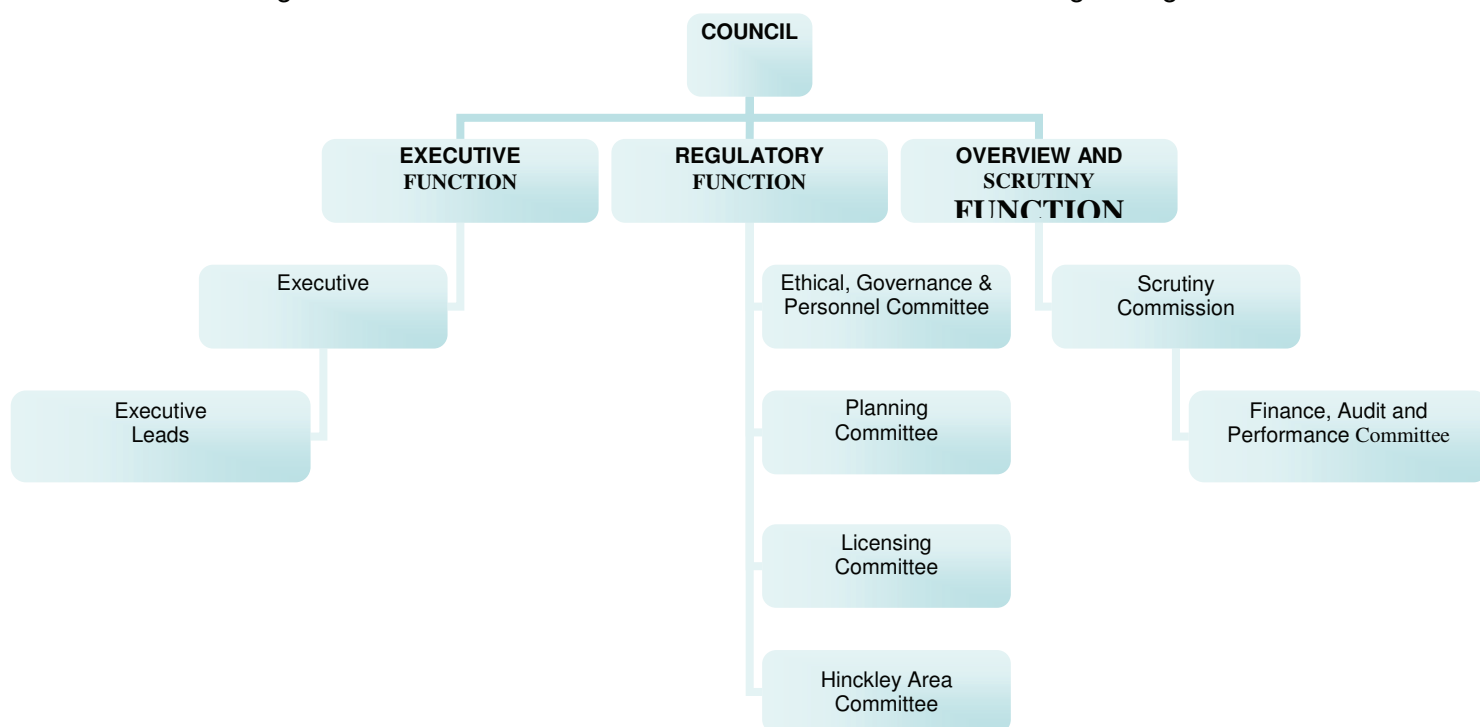 COUNCIL
EXECUTIVE
FUNCTION
REGULATORY
FUNCTION
OVERVIEW AND
SCRUTINY
FUNCTION
Executive
Ethical, Governance &
Personnel Committee
Scrutiny
Commission
Executive
Leads
Planning
Committee
Finance, Audit and
Performance Committee
Licensing
Committee
Hinckley Area
Committee